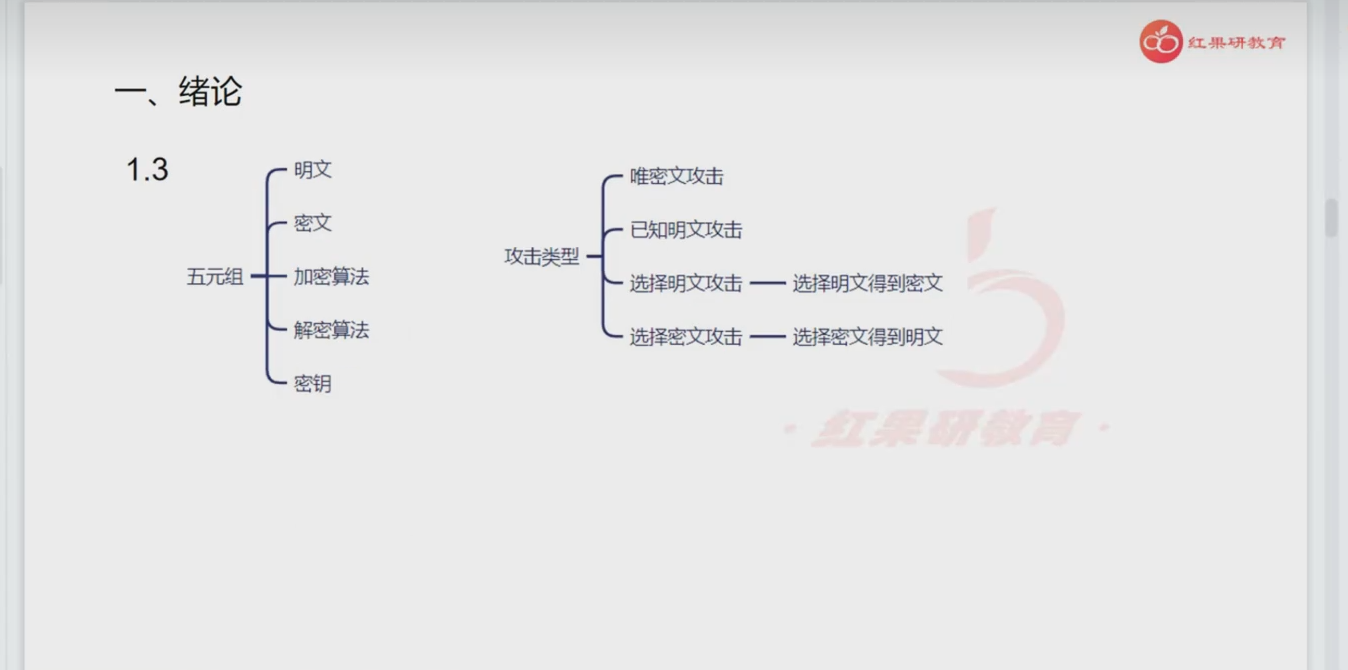 红果研教育
一、绪论
1.3
五元组
明文
密文
加密算法
解密算法
密钥
攻击类型
唯密文攻击
已知明文攻击
选择明文攻击
选择明文得到密文
选择密文攻击
选择密文得到明文
·红果研教育·